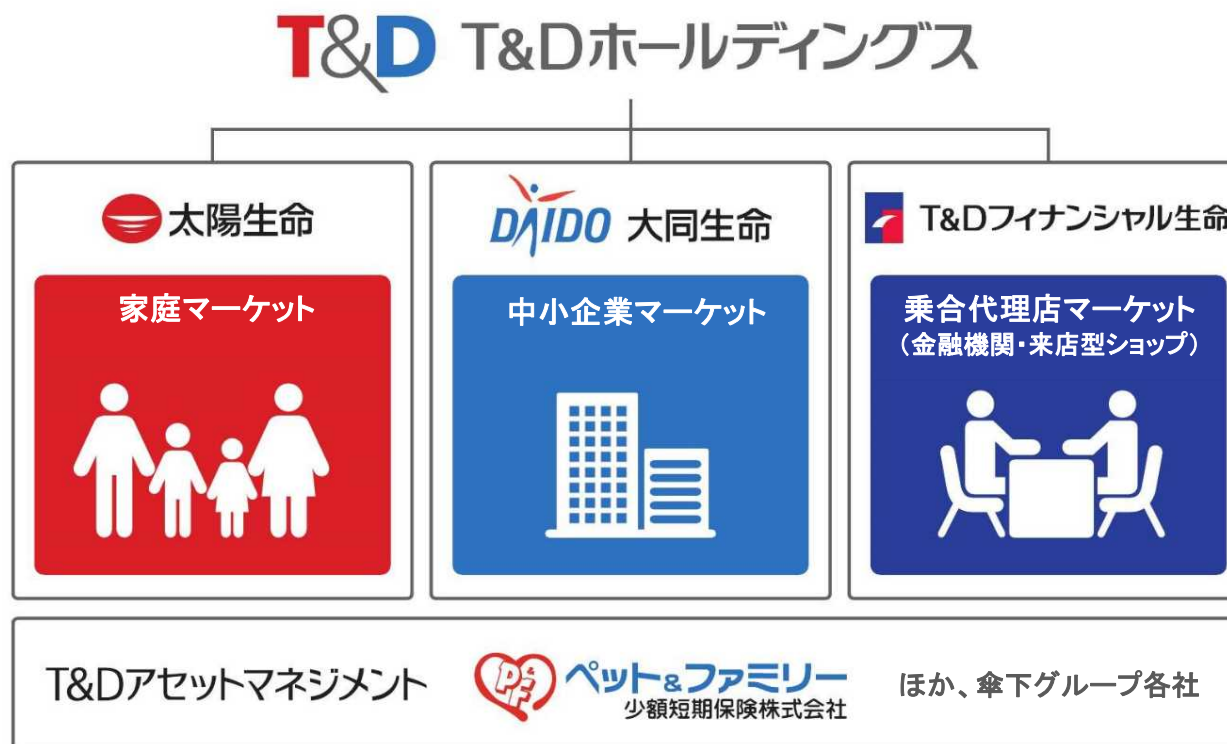 T&D T&Dホールディングス
太陽生命
DAIDO 大同生命
T&Dフィナンシャル生命
家庭マーケット
中小企業マーケット
乗合代理店マーケット
(金融機関・来店型ショップ)
T&Dアセットマネジメント
P&F ペット&ファミリー
少額短期保険株式会社
ほか、傘下グループ各社